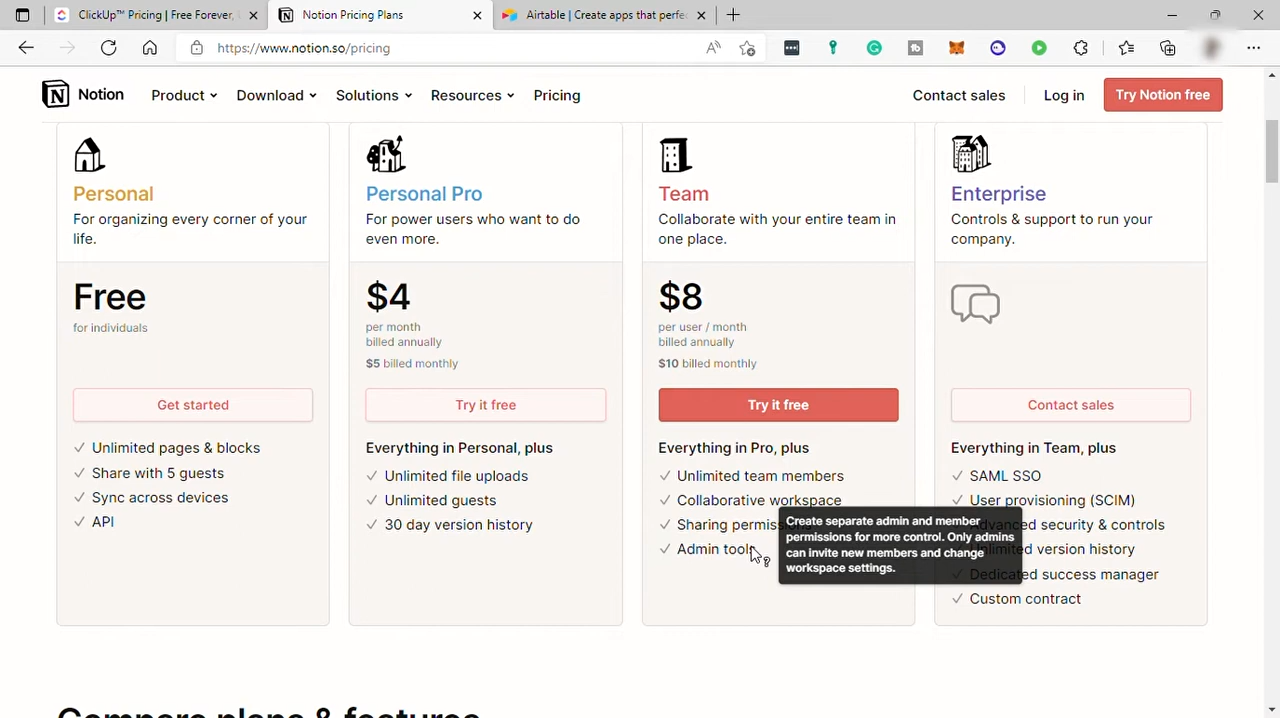 ClickUp™ Pricing | Free Forever,
Notion Pricing Plans
Airtable | Create apps that perfe
https://www.notion.so/pricing
Notion
Product
Download
Solutions
Resources
Pricing
Contact sales
Log in
Try Notion free
Personal
For organizing every corner of your
life.
Free
for individuals
Get started
Unlimited pages & blocks
Share with 5 guests
Sync across devices
API
Personal Pro
For power users who want to do
even more.
$4
per month
billed annually
$5 billed monthly
Try it free
Everything in Personal, plus
Unlimited file uploads
Unlimited guests
30 day version history
Team
Collaborate with your entire team in
one place.
$8
per user / month
billed annually
$10 billed monthly
Try it free
Everything in Pro, plus
Unlimited team members
Collaborative workspace
Sharing permissions
Admin tools
Create separate admin and member
permissions for more control. Only admins
can invite new members and change
workspace settings.
Enterprise
Controls & support to run your
company.
Contact sales
Everything in Team, plus
SAML SSO
User provisioning (SCIM)
Advanced security & controls
Unlimited version history
Dedicated success manager
Custom contract
Compare plans & features